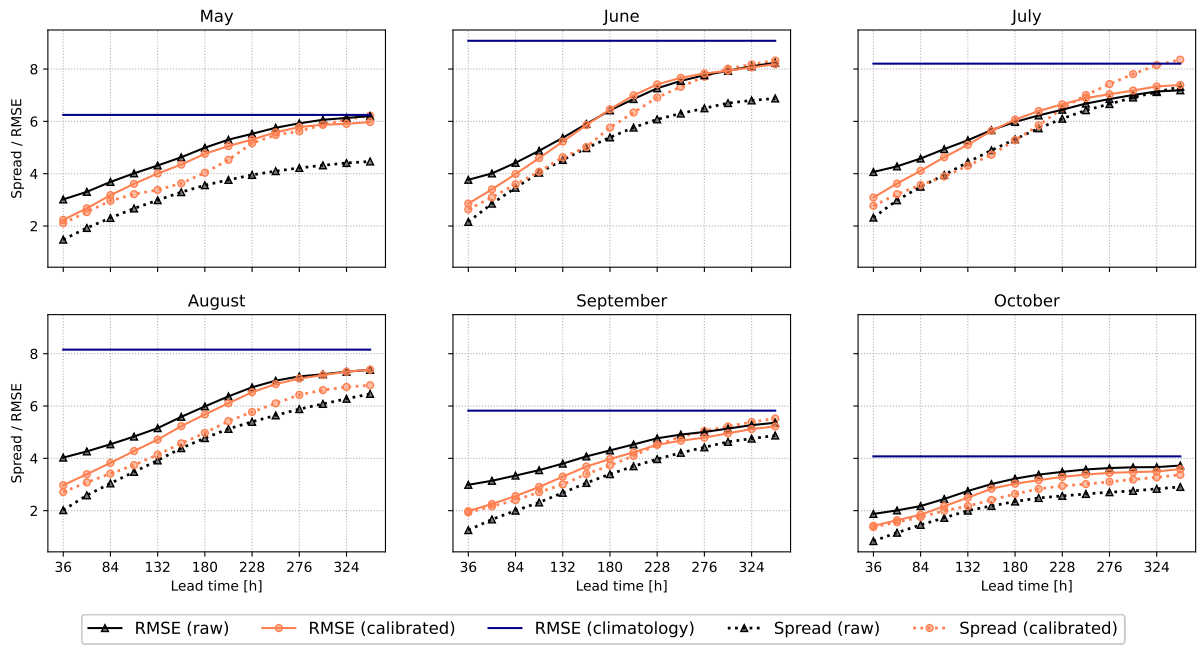 May
June
July
8
6
4
2
Spread / RMSE
August
September
October
8
6
4
2
Spread / RMSE
36 84 132 180 228 276 324
36 84 132 180 228 276 324
36 84 132 180 228 276 324
Lead time [h]
Lead time [h]
Lead time [h]
RMSE (raw)
RMSE (calibrated)
RMSE (climatology)
Spread (raw)
Spread (calibrated)